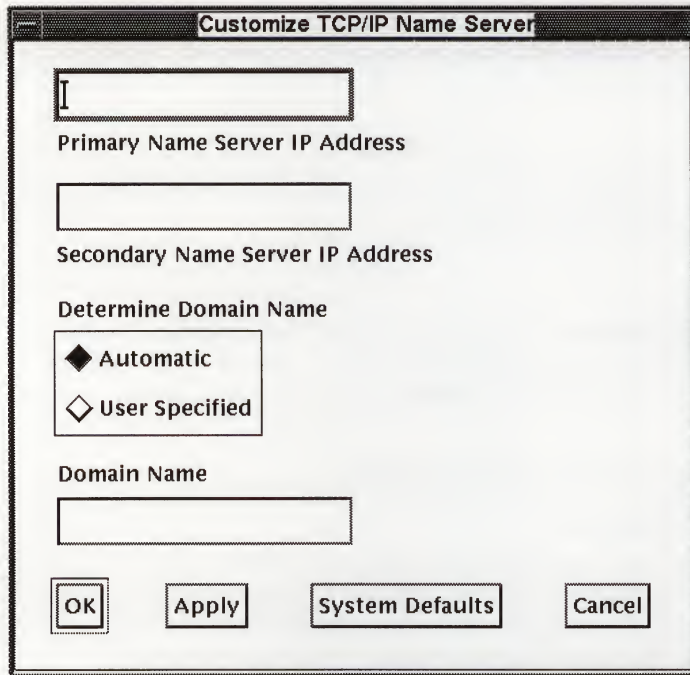 Customize TCP/IP Name Server
Primary Name Server IP Address
Secondary Name Server IP Address
Determine Domain Name
Automatic
User Specified
Domain Name
OK Apply System Defaults Cancel